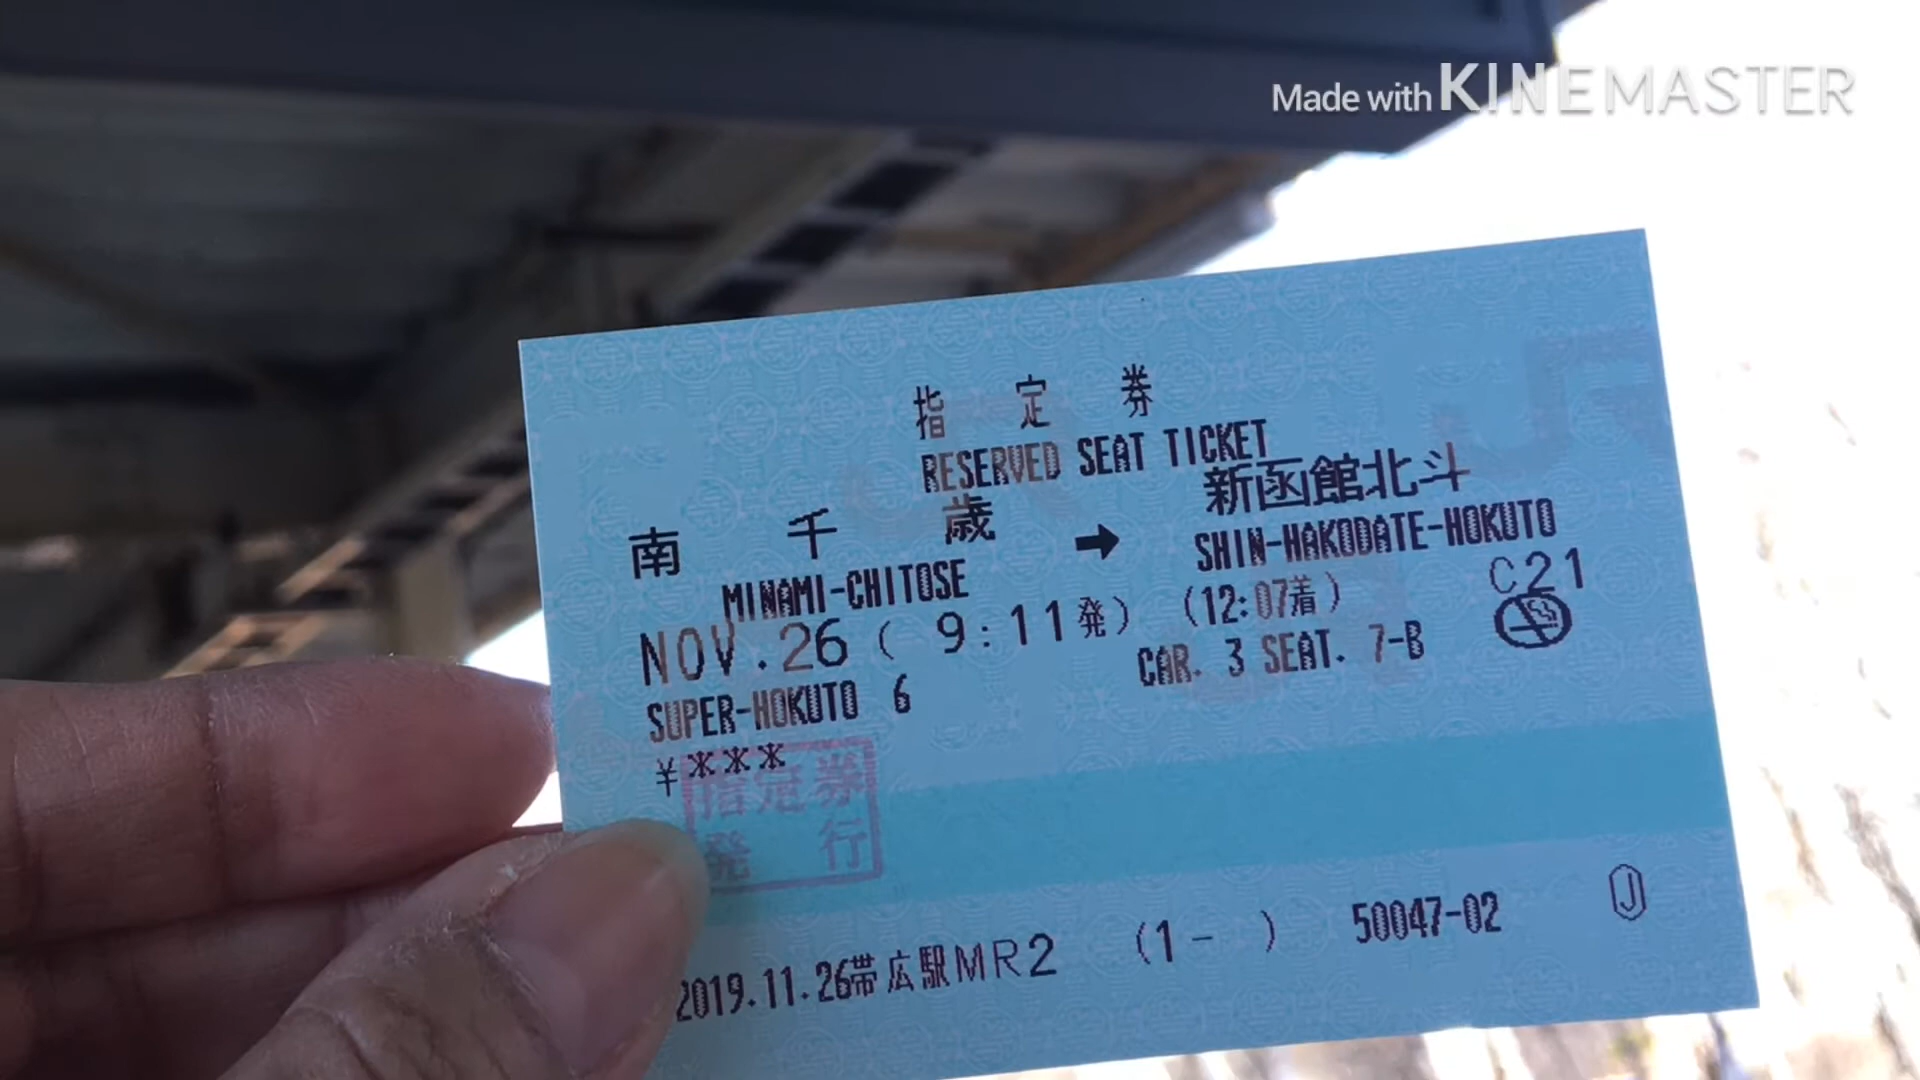 Made with KINEMASTER
指定券
RESERVED SEAT TICKET
南千歳 → 新函館北斗
MINAMI-CHITOSE SHIN-HAKODATE-HOKUTO
NOV.26 ( 9:11発) (12:07着) C21
SUPER-HOKUTO 6 CAR. 3 SEAT. 7-B
¥***
指定券
発行
2019.11.26帯広駅MR2 (1- ) 50047-02 Ⓙ